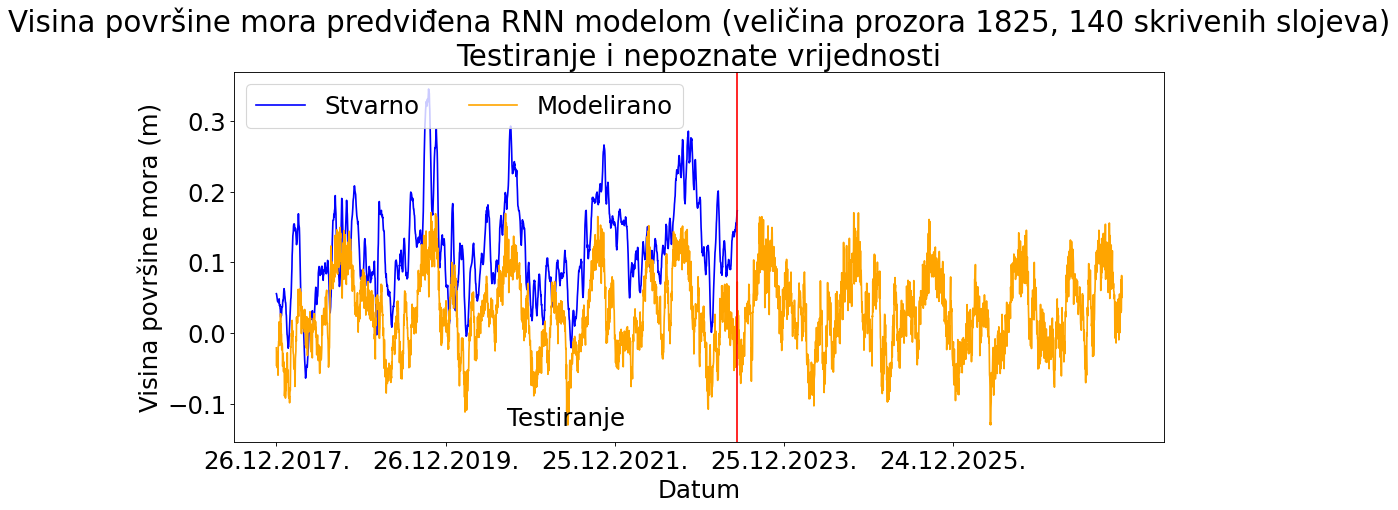 Visina površine mora predviđena RNN modelom (veličina prozora 1825, 140 skrivenih slojeva)
Testiranje i nepoznate vrijednosti
Stvarno Modelirano
Visina površine mora (m)
0.3
0.2
0.1
0.0
−0.1
Testiranje
26.12.2017. 26.12.2019. 25.12.2021. 25.12.2023. 24.12.2025.
Datum